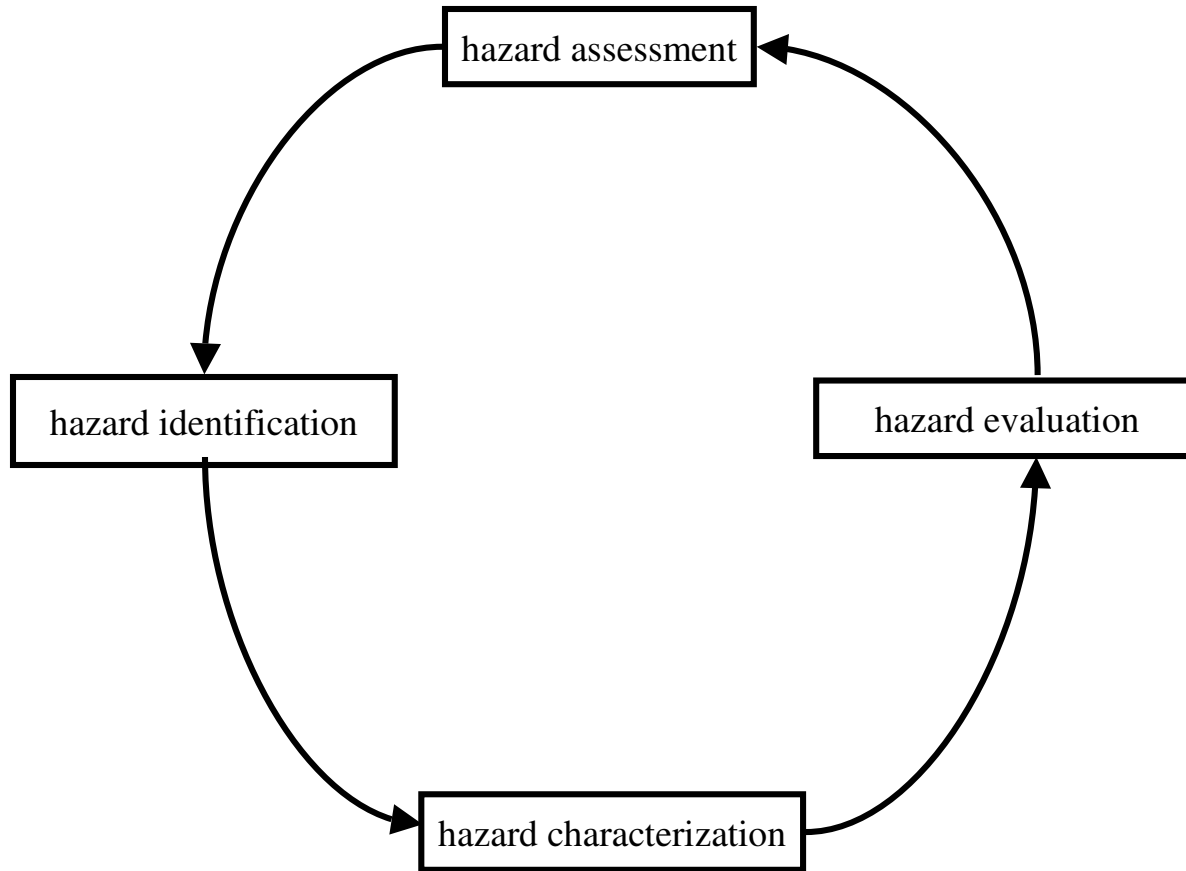 hazard assessment
hazard identification
hazard evaluation
hazard characterization